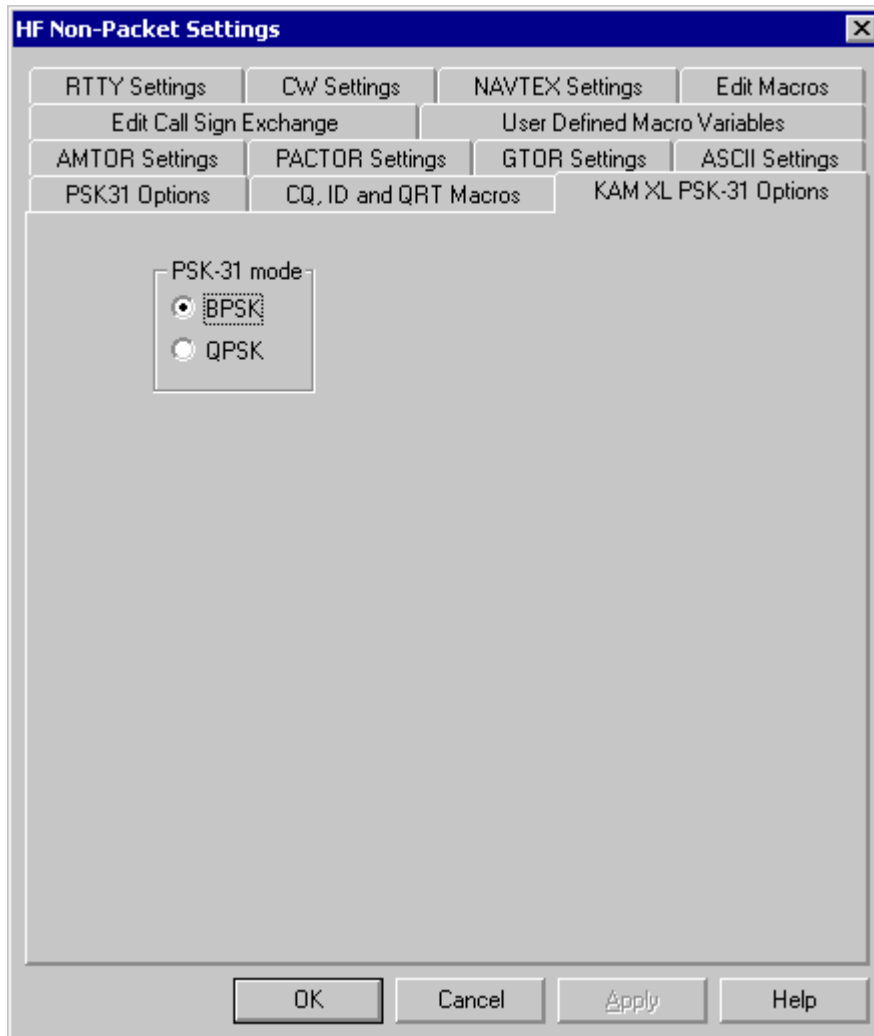 HF Non-Packet Settings
RTTY Settings CW Settings NAVTEX Settings Edit Macros
Edit Call Sign Exchange User Defined Macro Variables
AMTOR Settings PACTOR Settings GTOR Settings ASCII Settings
PSK31 Options CQ, ID and QRT Macros KAM XL PSK-31 Options
PSK-31 mode
BPSK
QPSK
OK Cancel Apply Help